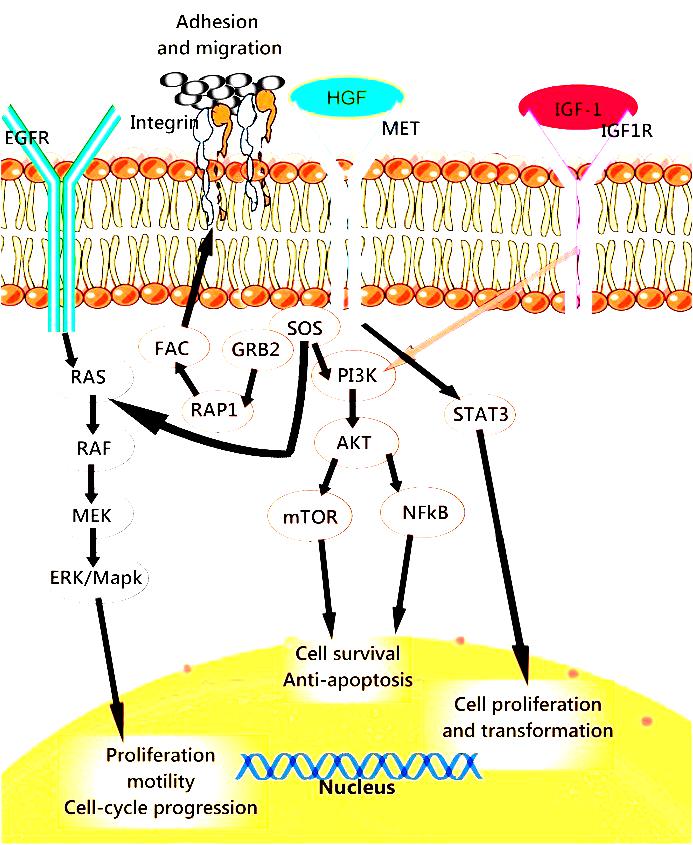 Adhesion
and migration
HGF
IGF-1
EGFR
Integrin
MET
IGF1R
SOS
FAC
GRB2
PI3K
RAS
RAP1
STAT3
AKT
RAF
mTOR
NFkB
MEK
ERK/Mapk
Cell survival
Anti-apoptosis
Cell proliferation
and transformation
Proliferation
motility
Cell-cycle progression
Nucleus